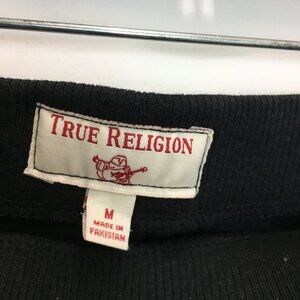 TRUE RELIGION
M
MADE IN
PAKISTAN